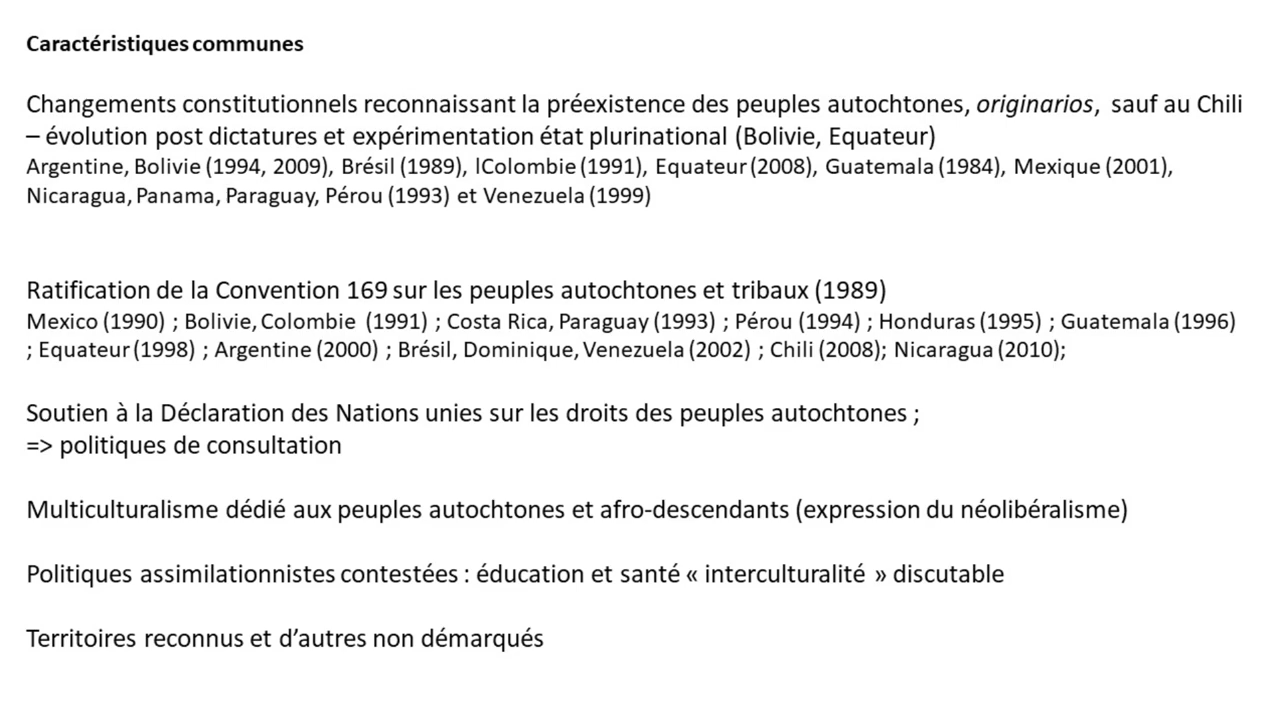 Caractéristiques communes
Changements constitutionnels reconnaissant la préexistence des peuples autochtones, originarios, sauf au Chili
– évolution post dictatures et expérimentation état plurinational (Bolivie, Equateur)
Argentine, Bolivie (1994, 2009), Brésil (1989), lColombie (1991), Equateur (2008), Guatemala (1984), Mexique (2001),
Nicaragua, Panama, Paraguay, Pérou (1993) et Venezuela (1999)
Ratification de la Convention 169 sur les peuples autochtones et tribaux (1989)
Mexico (1990) ; Bolivie, Colombie (1991) ; Costa Rica, Paraguay (1993) ; Pérou (1994) ; Honduras (1995) ; Guatemala (1996)
; Equateur (1998) ; Argentine (2000) ; Brésil, Dominique, Venezuela (2002) ; Chili (2008); Nicaragua (2010);
Soutien à la Déclaration des Nations unies sur les droits des peuples autochtones ;
=> politiques de consultation
Multiculturalisme dédié aux peuples autochtones et afro-descendants (expression du néolibéralisme)
Politiques assimilationnistes contestées : éducation et santé « interculturalité » discutable
Territoires reconnus et d’autres non démarqués